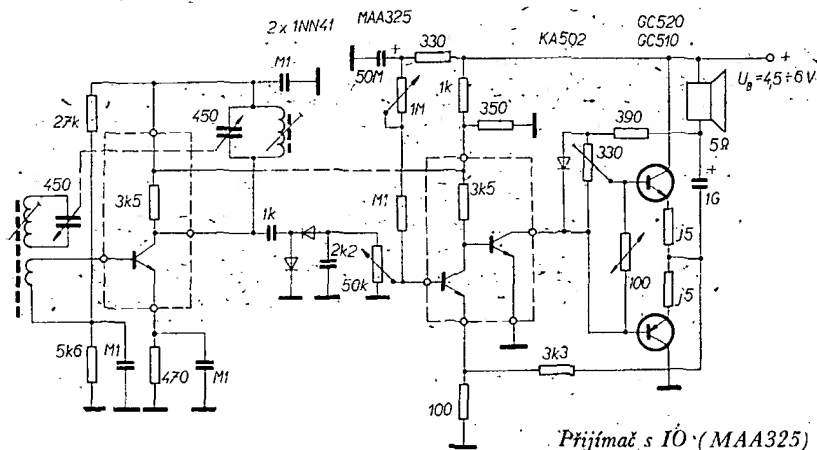 2 x 1NN41
MAA325
KA502
GC520
GC510
M1
50M
+
330
1M
1k
350
27k
450
450
390
330
+
U_B = 4,5 ÷ 6 V
5Ω
+
1G
3k5
3k5
M1
1k
2k2
50k
j5
100
j5
5k6
M1
470
M1
3k3
100
Přijímač s IO (MAA325)